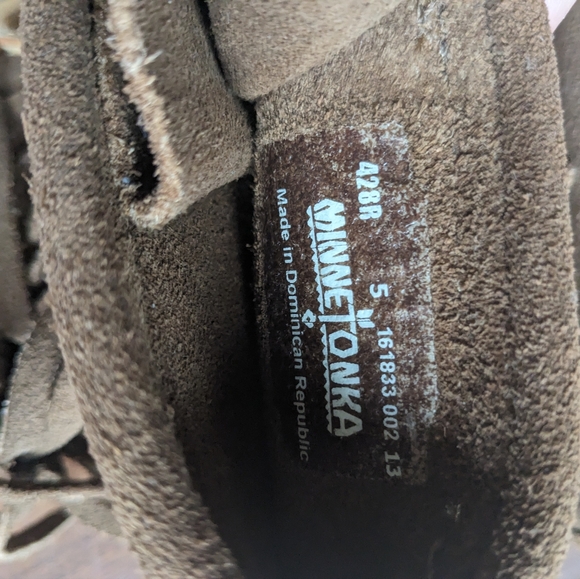 428R
5 161833 002 13
MINNETONKA
Made in Dominican Republic